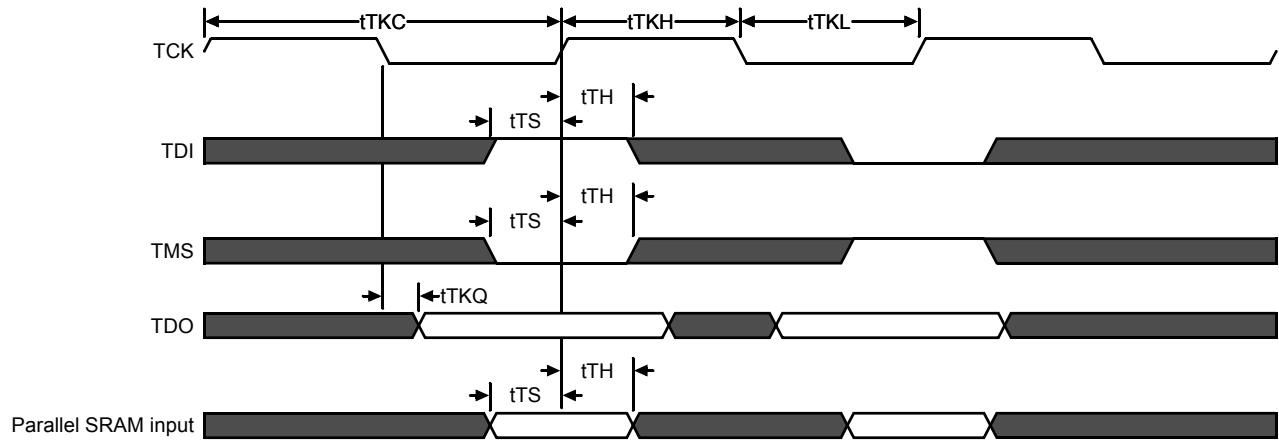 tTKC
tTKH
tTKL
TCK
tTH
tTS
TDI
tTH
tTS
TMS
tTKQ
TDO
tTH
tTS
Parallel SRAM input